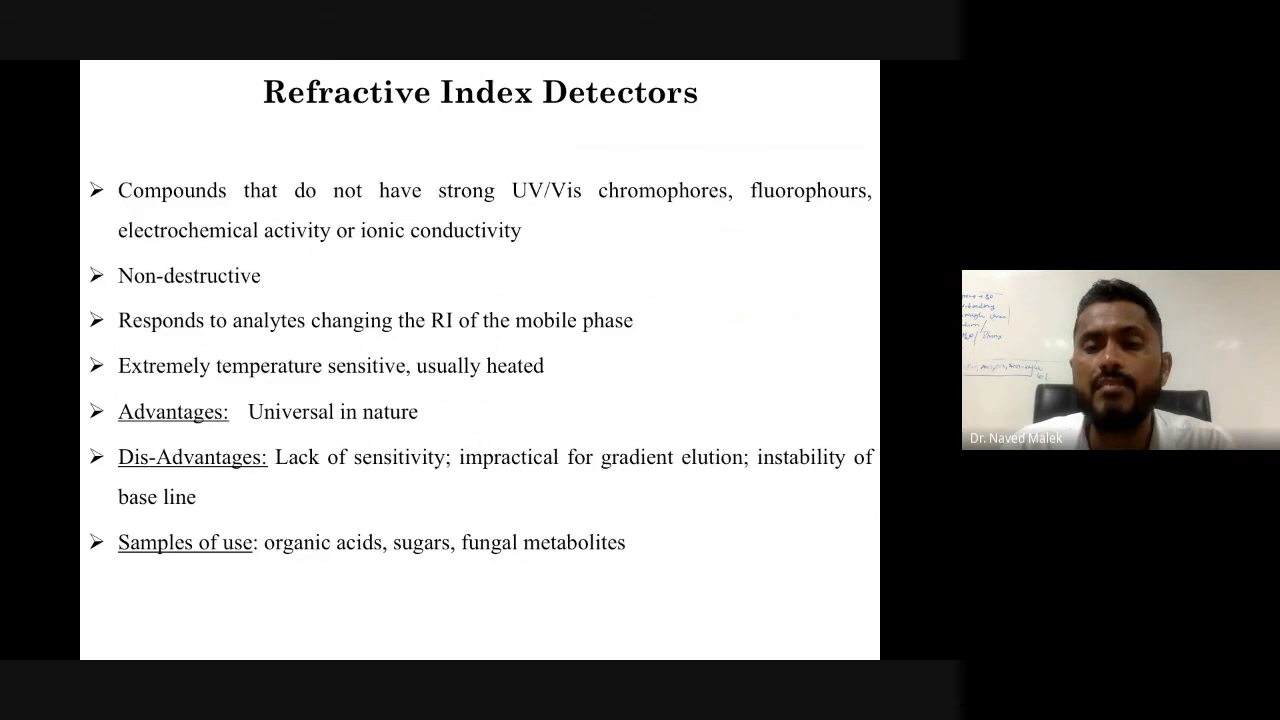 Refractive Index Detectors
➢ Compounds that do not have strong UV/Vis chromophores, fluorophours,
electrochemical activity or ionic conductivity
➢ Non-destructive
➢ Responds to analytes changing the RI of the mobile phase
➢ Extremely temperature sensitive, usually heated
➢ Advantages: Universal in nature
➢ Dis-Advantages: Lack of sensitivity; impractical for gradient elution; instability of
base line
➢ Samples of use: organic acids, sugars, fungal metabolites
Dr. Naved Malek